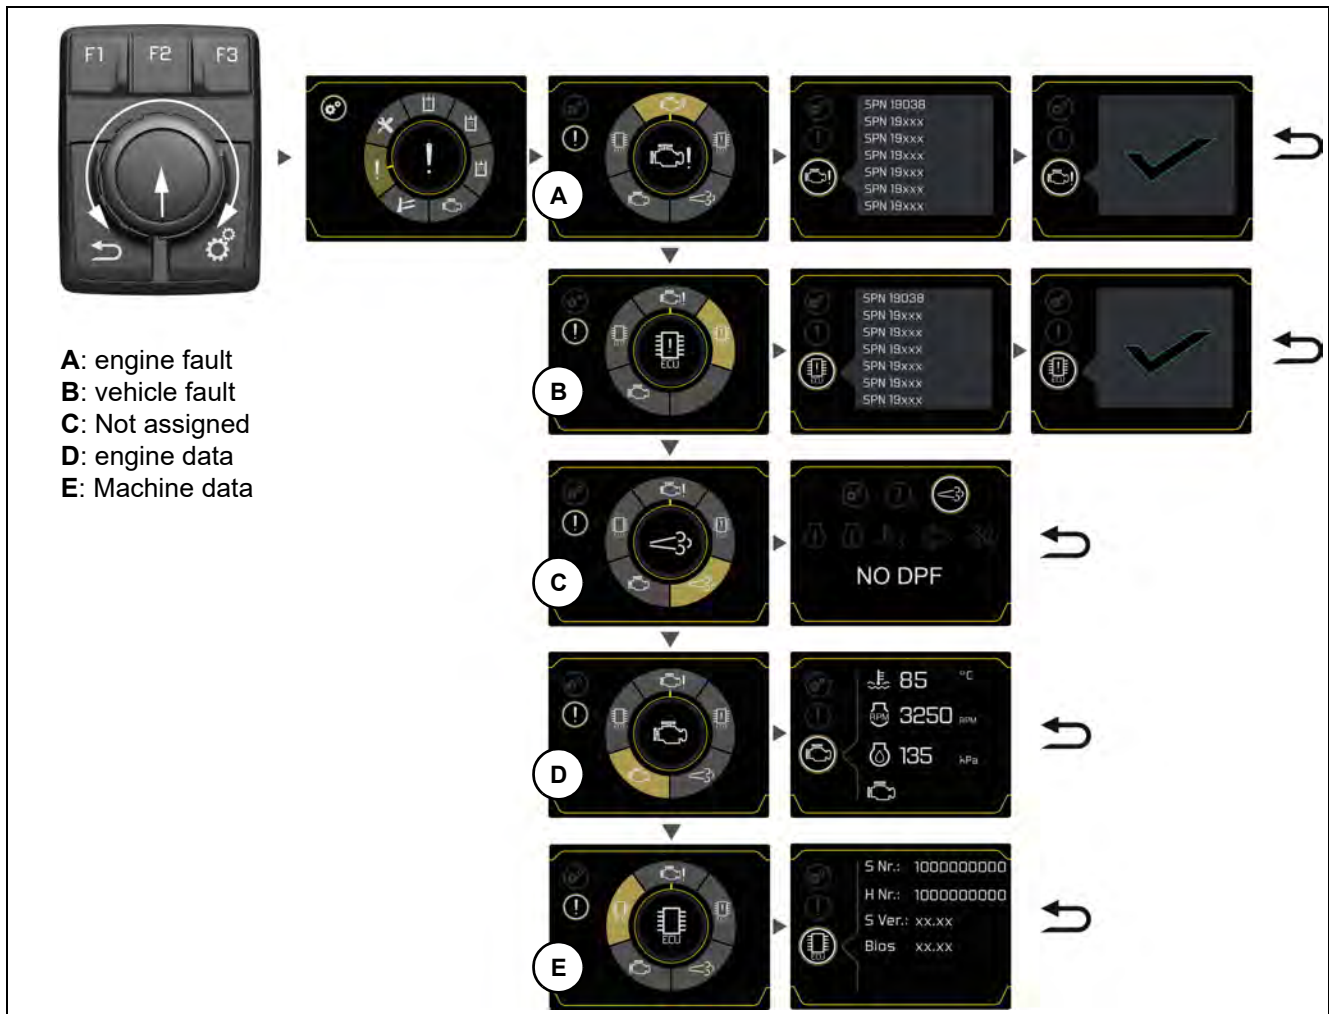 F1 F2 F3
A: engine fault
B: vehicle fault
C: Not assigned
D: engine data
E: Machine data
A
SPN 19038
SPN 19xxx
SPN 19xxx
SPN 19xxx
SPN 19xxx
SPN 19xxx
SPN 19xxx
B
ECU
SPN 19038
SPN 19xxx
SPN 19xxx
SPN 19xxx
SPN 19xxx
SPN 19xxx
SPN 19xxx
C
NO DPF
D
85 °C
RPM 3250 RPM
135 kPa
E
ECU
S Nr.: 1000000000
H Nr.: 1000000000
S Ver.: xx.xx
Bios xx.xx